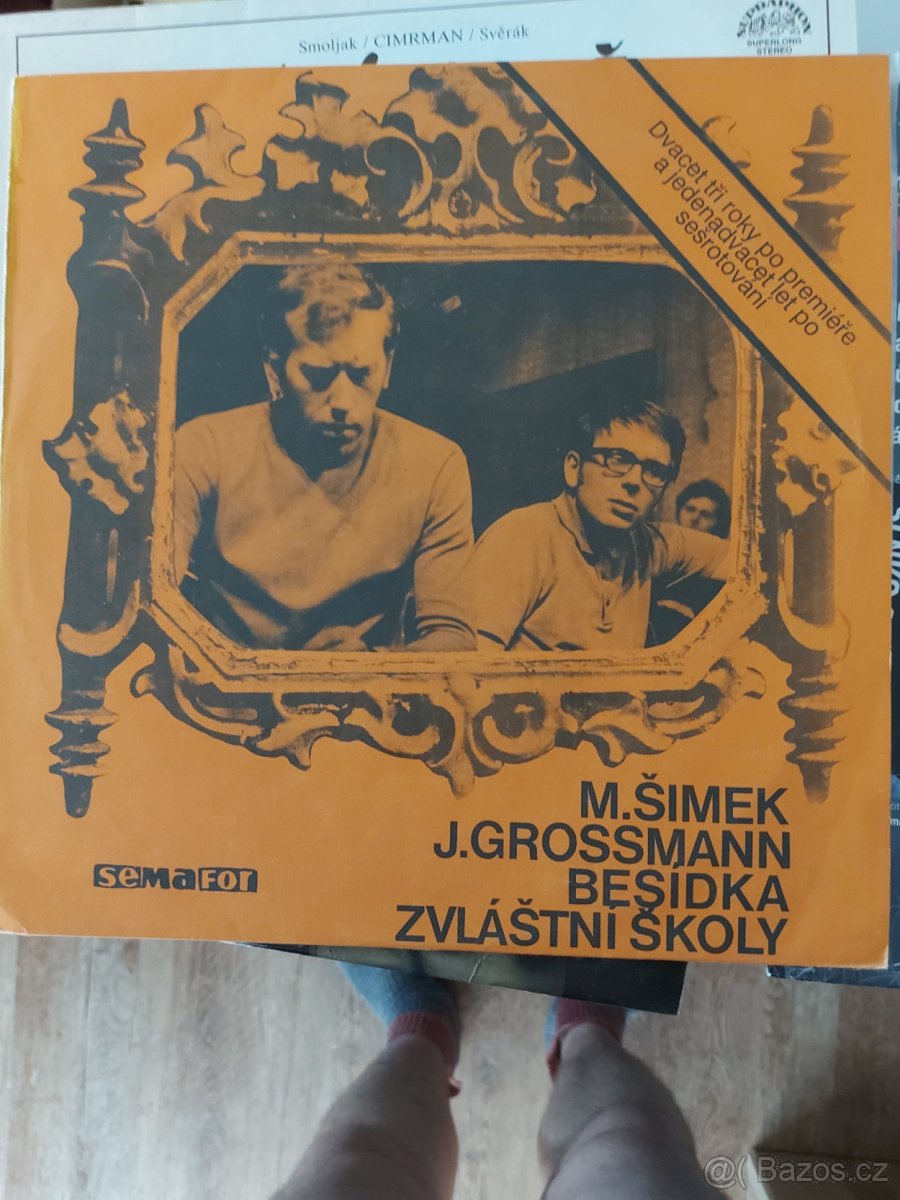 Smoljak / CIMRMAN / Svěrák
SUPRAPHON
SUPERLONG
STEREO
Dvacet tři roky po premiéře
a jedenadvacet let po
sešrotování
M.ŠIMEK
J.GROSSMANN
BESÍDKA
ZVLÁŠTNÍ ŠKOLY
semafor
@( Bazos.cz